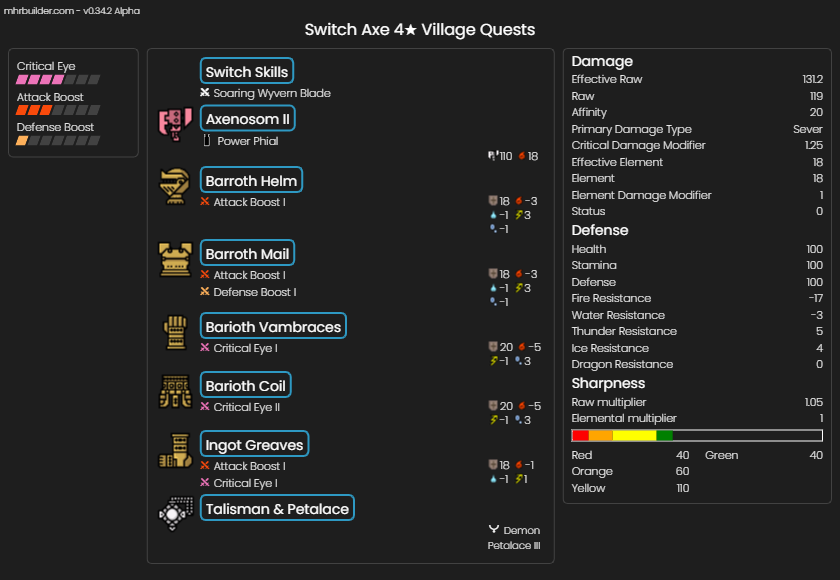 mhrbuilder.com - v0.34.2 Alpha
Switch Axe 4★ Village Quests
Critical Eye
Attack Boost
Defense Boost
Switch Skills
Soaring Wyvern Blade
Axenosom II
Power Phial
110 18
Barroth Helm
Attack Boost I
18 -3
-1 3
-1
Barroth Mail
Attack Boost I
Defense Boost I
18 -3
-1 3
-1
Barioth Vambraces
Critical Eye I
20 -5
-1 3
Barioth Coil
Critical Eye II
20 -5
-1 3
Ingot Greaves
Attack Boost I
Critical Eye I
18 -1
-1 1
Talisman & Petalace
Demon
Petalace III
Damage
Effective Raw 131.2
Raw 119
Affinity 20
Primary Damage Type Sever
Critical Damage Modifier 1.25
Effective Element 18
Element 18
Element Damage Modifier 1
Status 0
Defense
Health 100
Stamina 100
Defense 100
Fire Resistance -17
Water Resistance -3
Thunder Resistance 5
Ice Resistance 4
Dragon Resistance 0
Sharpness
Raw multiplier 1.05
Elemental multiplier 1
Red 40 Green 40
Orange 60
Yellow 110